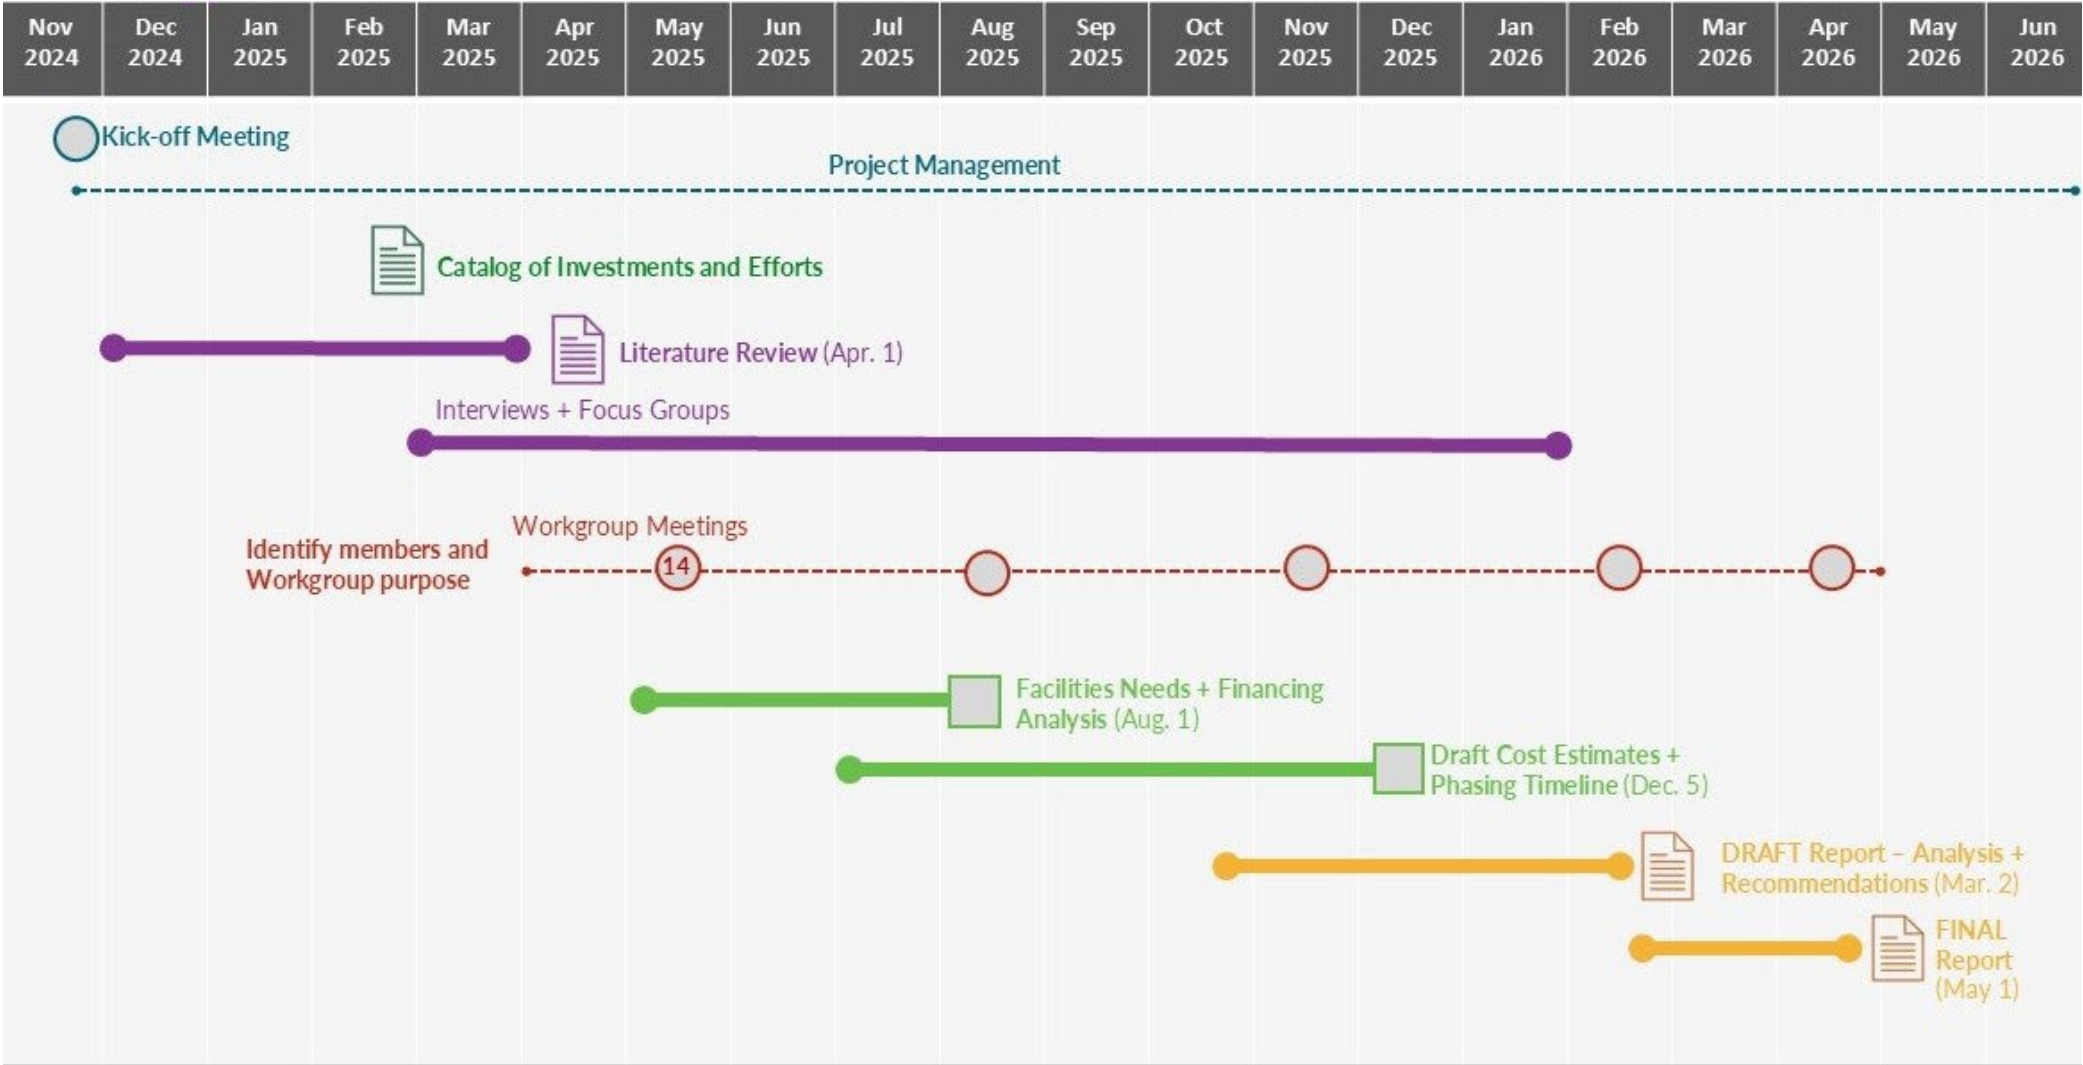 Nov Dec Jan Feb Mar Apr May Jun Jul Aug Sep Oct Nov Dec Jan Feb Mar Apr May Jun
2024 2024 2025 2025 2025 2025 2025 2025 2025 2025 2025 2025 2025 2025 2026 2026 2026 2026 2026 2026
Kick-off Meeting
Project Management
Catalog of Investments and Efforts
Literature Review (Apr. 1)
Interviews + Focus Groups
Workgroup Meetings
Identify members and
Workgroup purpose
14
Facilities Needs + Financing
Analysis (Aug. 1)
Draft Cost Estimates +
Phasing Timeline (Dec. 5)
DRAFT Report – Analysis +
Recommendations (Mar. 2)
FINAL
Report
(May 1)